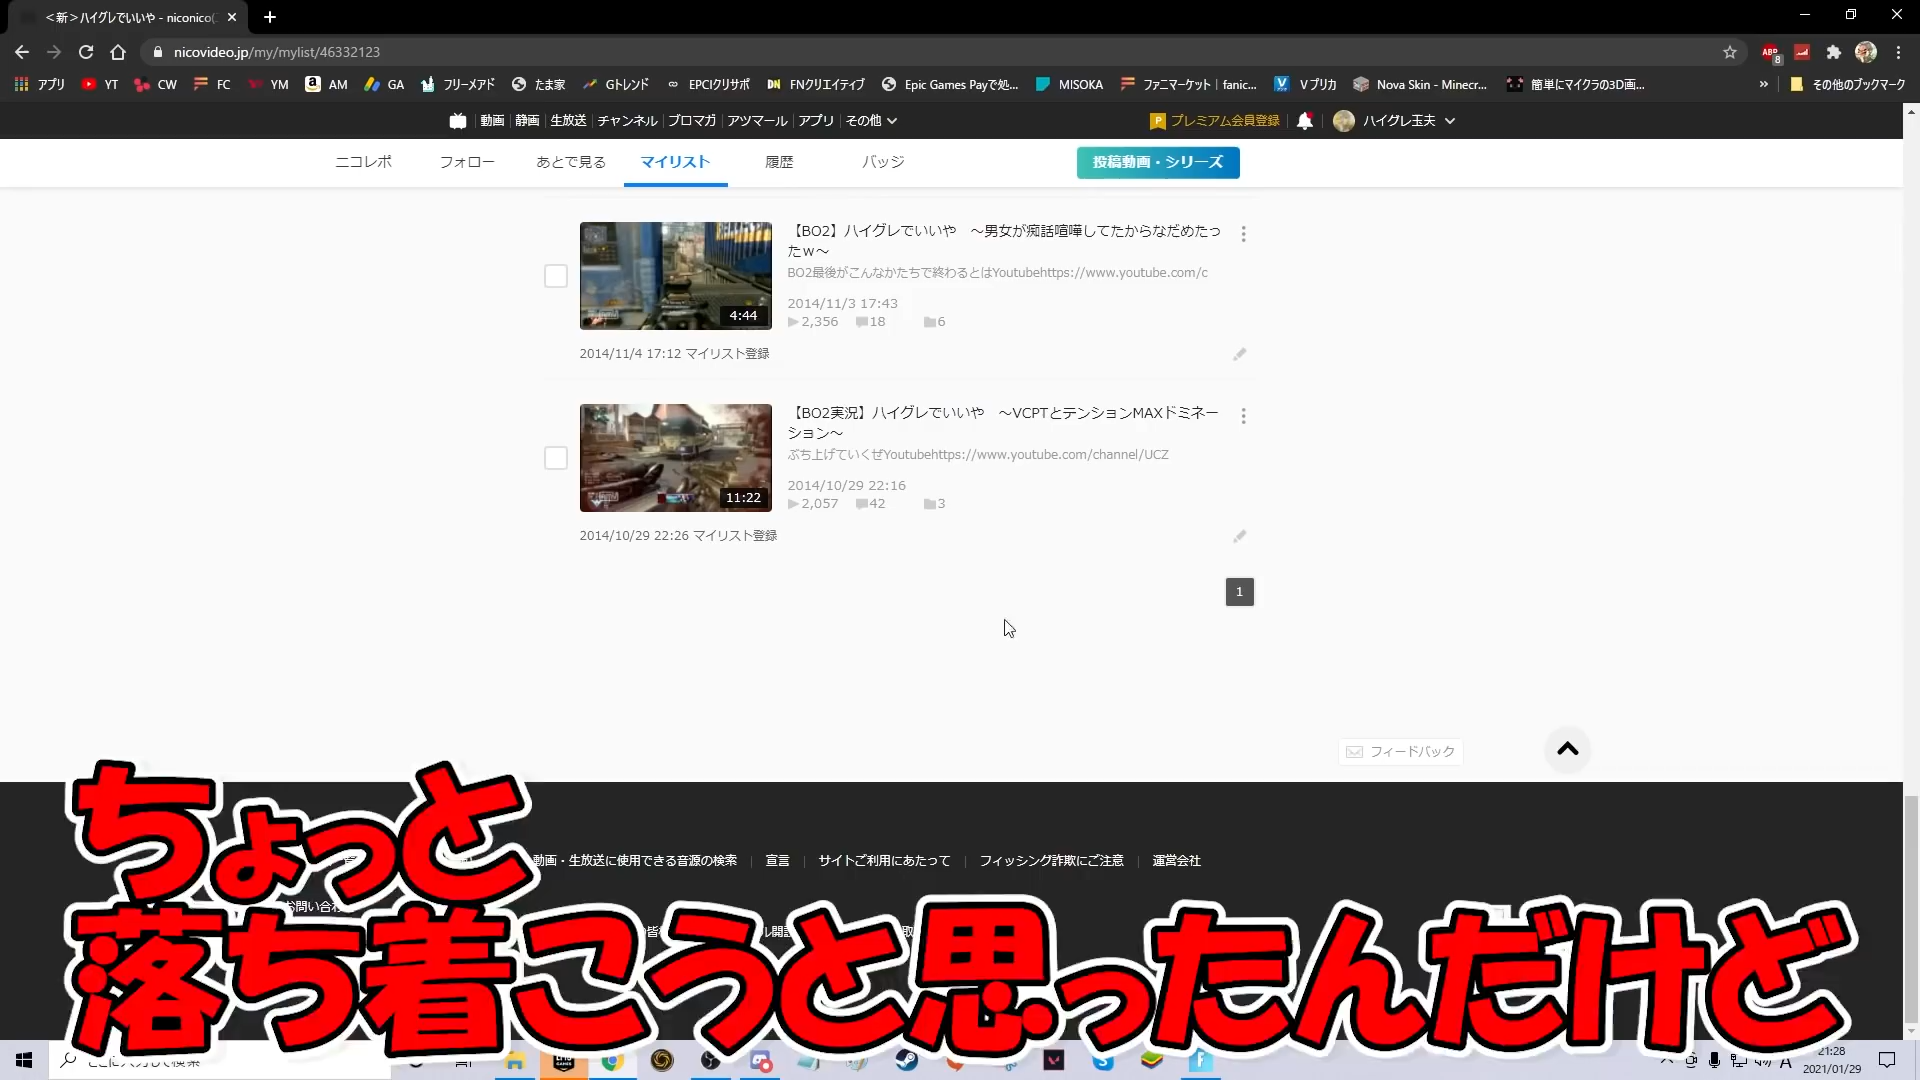 ＜新＞ハイグレでいいや - niconico(
nicovideo.jp/my/mylist/46332123
アプリ YT CW FC YM AM GA フリーメアド たま家 Gトレンド EPCIクリサポ FNクリエイティブ Epic Games Payで処... MISOKA ファニマーケット | fanic... Vプリカ Nova Skin - Minecr... 簡単にマイクラの3D画... » その他のブックマーク
動画 静画 生放送 チャンネル ブロマガ アツマール アプリ その他 プレミアム会員登録 ハイグレ玉夫
ニコレポ フォロー あとで見る マイリスト 履歴 バッジ 投稿動画・シリーズ
【BO2】ハイグレでいいや　～男女が痴話喧嘩してたからなだめたっ
たｗ～
BO2最後がこんなかたちで終わるとはYoutubehttps://www.youtube.com/c
2014/11/3 17:43
4:44
2,356 18 6
2014/11/4 17:12 マイリスト登録
【BO2実況】ハイグレでいいや　～VCPTとテンションMAXドミネー
ション～
ぶち上げていくぜYoutubehttps://www.youtube.com/channel/UCZ
2014/10/29 22:16
11:22
2,057 42 3
2014/10/29 22:26 マイリスト登録
1
フィードバック
動画・生放送に使用できる音源の検索 宣言 サイトご利用にあたって フィッシング詐欺にご注意 運営会社
お問い合わ
ちょっと
落ち着こうと思ったんだけど
21:28
2021/01/29